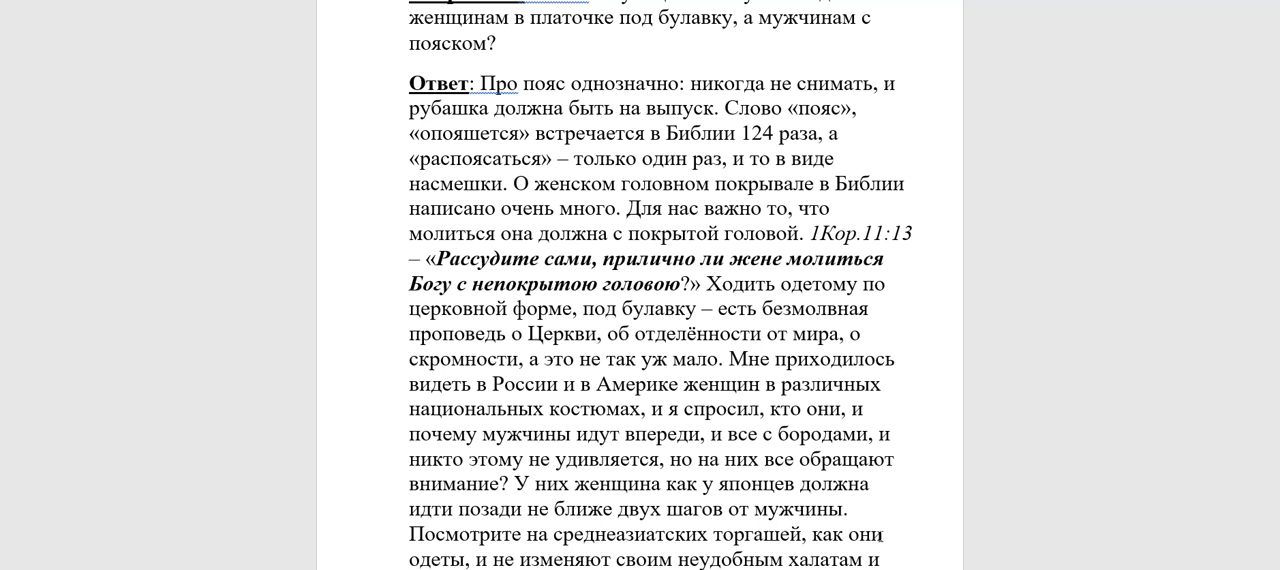 женщинам в платочке под булавку, а мужчинам с
пояском?
Ответ: Про пояс однозначно: никогда не снимать, и
рубашка должна быть на выпуск. Слово «пояс»,
«опояшется» встречается в Библии 124 раза, а
«распоясаться» – только один раз, и то в виде
насмешки. О женском головном покрывале в Библии
написано очень много. Для нас важно то, что
молиться она должна с покрытой головой. 1Кор.11:13
– «Рассудите сами, прилично ли жене молиться
Богу с непокрытою головою?» Ходить одетому по
церковной форме, под булавку – есть безмолвная
проповедь о Церкви, об отделённости от мира, о
скромности, а это не так уж мало. Мне приходилось
видеть в России и в Америке женщин в различных
национальных костюмах, и я спросил, кто они, и
почему мужчины идут впереди, и все с бородами, и
никто этому не удивляется, но на них все обращают
внимание? У них женщина как у японцев должна
идти позади не ближе двух шагов от мужчины.
Посмотрите на среднеазиатских торгашей, как они
одеты, и не изменяют своим неудобным халатам и